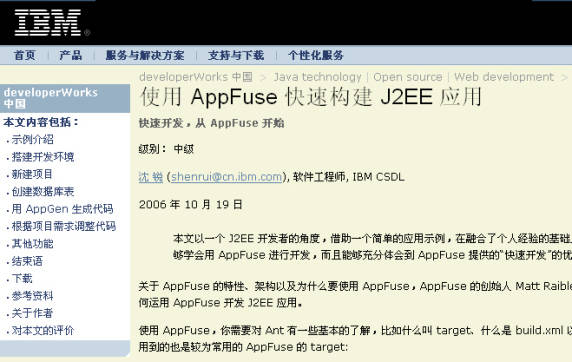 IBM®
首页 | 产品 | 服务与解决方案 | 支持与下载 | 个性化服务
developerWorks 中国 > Java technology | Open source | Web development >
developerWorks
中国
本文内容包括：
示例介绍
搭建开发环境
新建项目
创建数据库表
用 AppGen 生成代码
根据项目需求调整代码
其他功能
结束语
下载
参考资料
关于作者
对本文的评价
使用 AppFuse 快速构建 J2EE 应用
快速开发，从 AppFuse 开始
级别： 中级
沈 锐 (shenrui@cn.ibm.com), 软件工程师, IBM CSDL
2006 年 10 月 19 日
本文以一个 J2EE 开发者的角度，借助一个简单的应用示例，在融合了个人经验的基础
够学会用 AppFuse 进行开发，而且能够充分体会到 AppFuse 提供的“快速开发”的优
关于 AppFuse 的特性、架构以及为什么要使用 AppFuse，AppFuse 的创始人 Matt Raible
何运用 AppFuse 开发 J2EE 应用。
使用 AppFuse，你需要对 Ant 有一些基本的了解，比如什么叫 target、什么是 build.xml 以
用到的也是较为常用的 AppFuse 的 target: